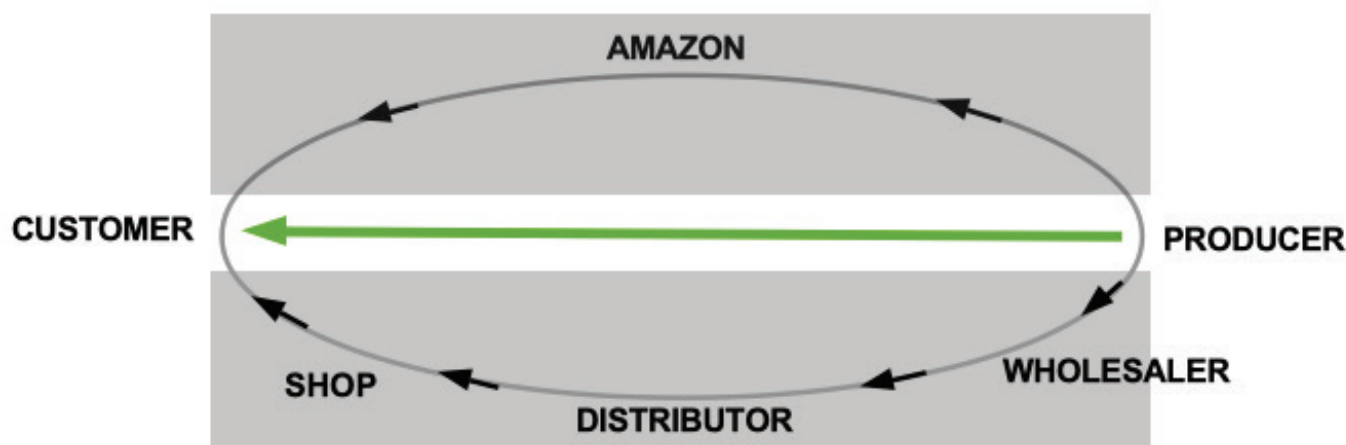 AMAZON
CUSTOMER
PRODUCER
WHOLESALER
SHOP
DISTRIBUTOR